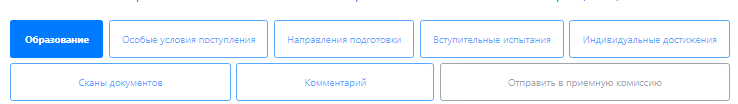 Образование Особые условия поступления Направления подготовки Вступительные испытания Индивидуальные достижения
Сканы документов Комментарий Отправить в приемную комиссию